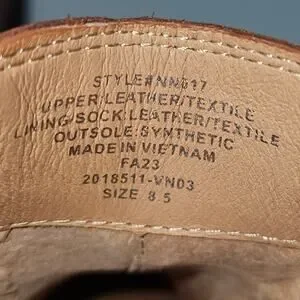 STYLE#NN517
UPPER:LEATHER/TEXTILE
LINING/SOCK:LEATHER/TEXTILE
OUTSOLE:SYNTHETIC
MADE IN VIETNAM
FA23
2018511-VN03
SIZE 8.5